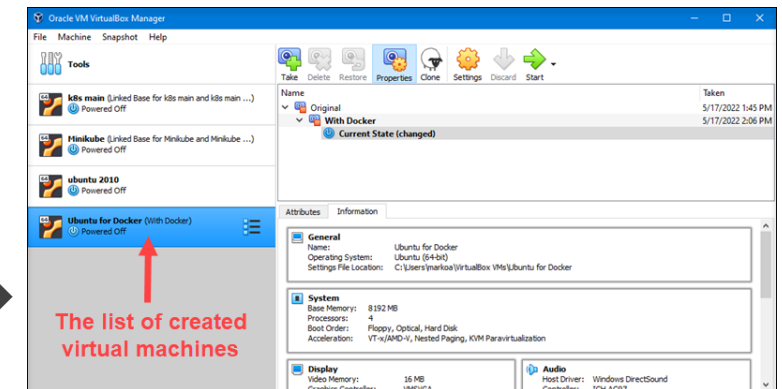 Oracle VM VirtualBox Manager
File Machine Snapshot Help
Tools
Take Delete Restore Properties Clone Settings Discard Start
Name Taken
Original 5/17/2022 1:45 PM
With Docker 5/17/2022 2:06 PM
Current State (changed)
k8s main (Linked Base for k8s main and k8s main ...)
Powered Off
Minikube (Linked Base for Minikube and Minikube ...)
Powered Off
ubuntu 2010
Powered Off
Ubuntu for Docker (With Docker)
Powered Off
The list of created
virtual machines
Attributes Information
General
Name: Ubuntu for Docker
Operating System: Ubuntu (64-bit)
Settings File Location: C:\Users\markoa\VirtualBox VMs\Ubuntu for Docker
System
Base Memory: 8192 MB
Processors: 4
Boot Order: Floppy, Optical, Hard Disk
Acceleration: VT-x/AMD-V, Nested Paging, KVM Paravirtualization
Display
Video Memory: 16 MB
Graphics Controller: VMSVGA
Audio
Host Driver: Windows DirectSound
Controller: ICH AC97